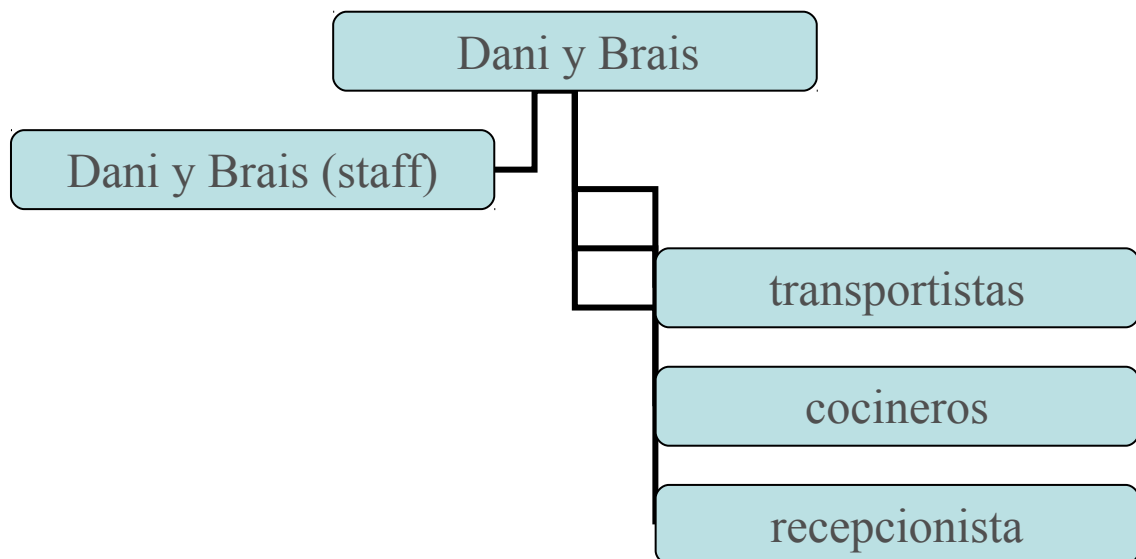 Dani y Brais
Dani y Brais (staff)
transportistas
cocineros
recepcionista